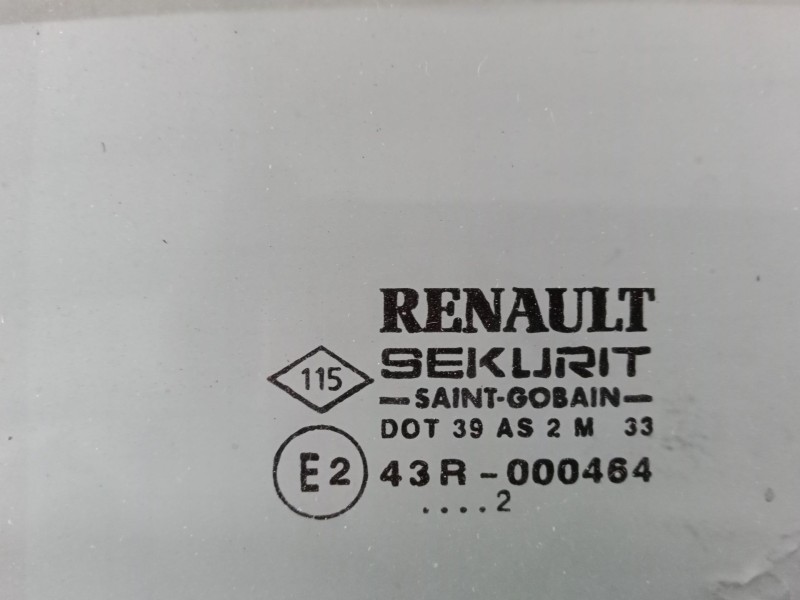 RENAULT
115 SEKURIT
—SAINT-GOBAIN—
DOT 39 AS 2 M 33
E2 43R-000464
....2